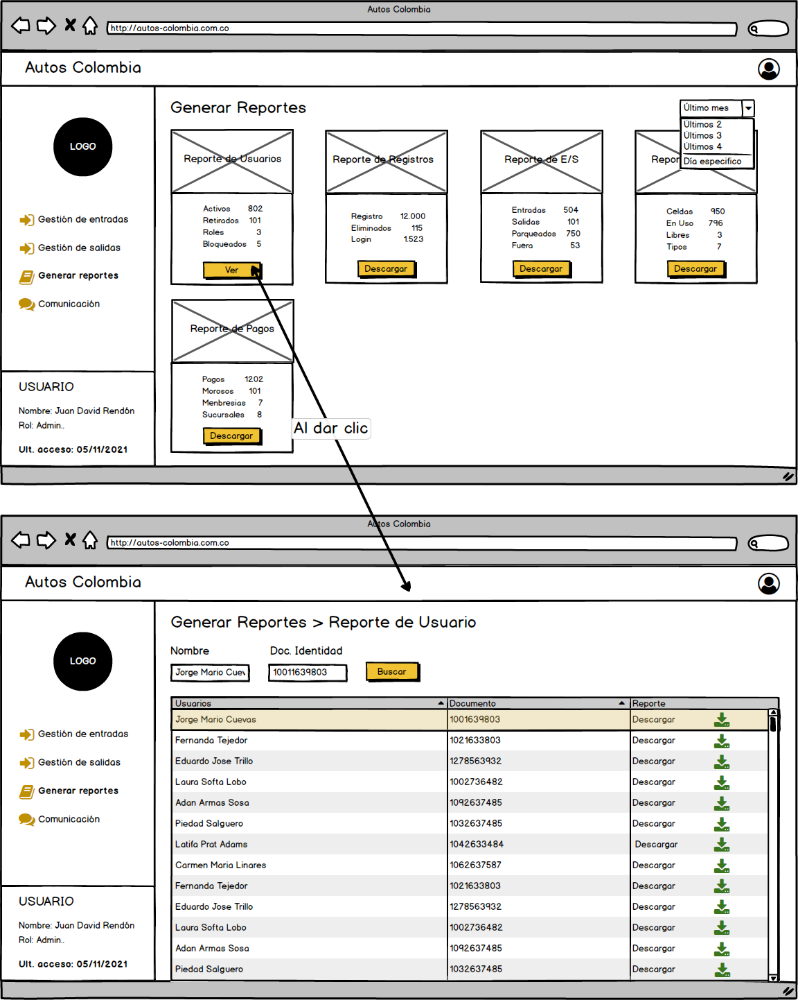 Autos Colombia
http://autos-colombia.com.co
Autos Colombia
LOGO
Gestión de entradas
Gestión de salidas
Generar reportes
Comunicación
USUARIO
Nombre: Juan David Rendón
Rol: Admin..
Ult. acceso: 05/11/2021
Generar Reportes
Último mes
Últimos 2
Últimos 3
Últimos 4
Día especifico
Reporte de Usuarios
Activos 802
Retirados 101
Roles 3
Bloqueados 5
Ver
Reporte de Registros
Registro 12.000
Eliminados 115
Login 1.523
Descargar
Reporte de E/S
Entradas 504
Salidas 101
Parqueados 750
Fuera 53
Descargar
Repor
Celdas 950
En Uso 796
Libres 3
Tipos 7
Descargar
Reporte de Pagos
Pagos 1202
Morosos 101
Menbresias 7
Sucursales 8
Descargar
Al dar clic
Autos Colombia
http://autos-colombia.com.co
Autos Colombia
LOGO
Gestión de entradas
Gestión de salidas
Generar reportes
Comunicación
USUARIO
Nombre: Juan David Rendón
Rol: Admin..
Ult. acceso: 05/11/2021
Generar Reportes > Reporte de Usuario
Nombre Doc. Identidad
Jorge Mario Cuev 10011639803 Buscar
Usuarios Documento Reporte
Jorge Mario Cuevas 1001639803 Descargar
Fernanda Tejedor 1021633803 Descargar
Eduardo Jose Trillo 1278563932 Descargar
Laura Softa Lobo 1002736482 Descargar
Adan Armas Sosa 1092637485 Descargar
Piedad Salguero 1032637485 Descargar
Latifa Prat Adams 1042633484 Descargar
Carmen Maria Linares 1062637587 Descargar
Fernanda Tejedor 1021633803 Descargar
Eduardo Jose Trillo 1278563932 Descargar
Laura Softa Lobo 1002736482 Descargar
Adan Armas Sosa 1092637485 Descargar
Piedad Salguero 1032637485 Descargar